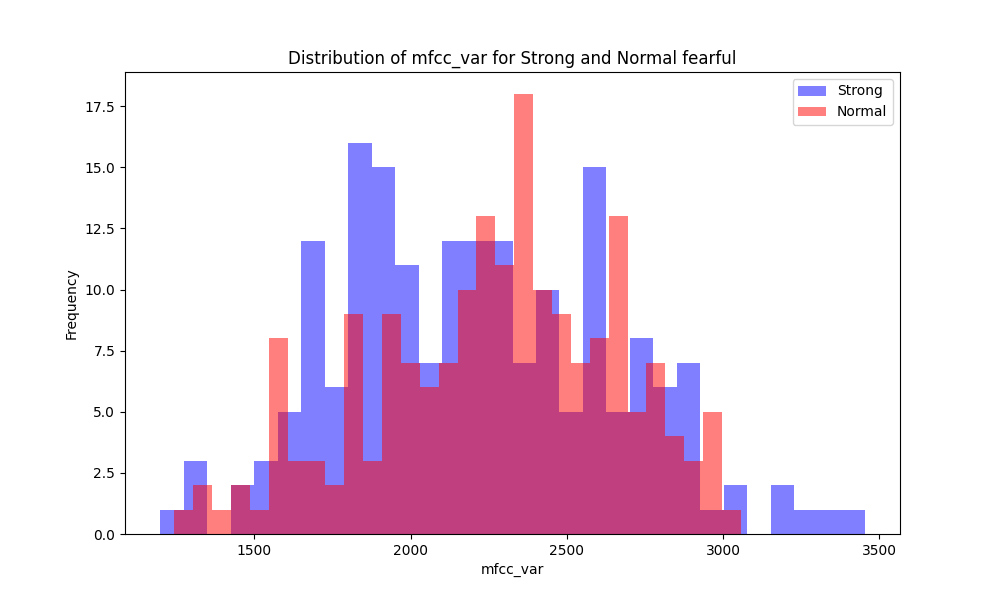 Distribution of mfcc_var for Strong and Normal fearful
Strong
Normal
Frequency
17.5
15.0
12.5
10.0
7.5
5.0
2.5
0.0
1500
2000
2500
3000
3500
mfcc_var